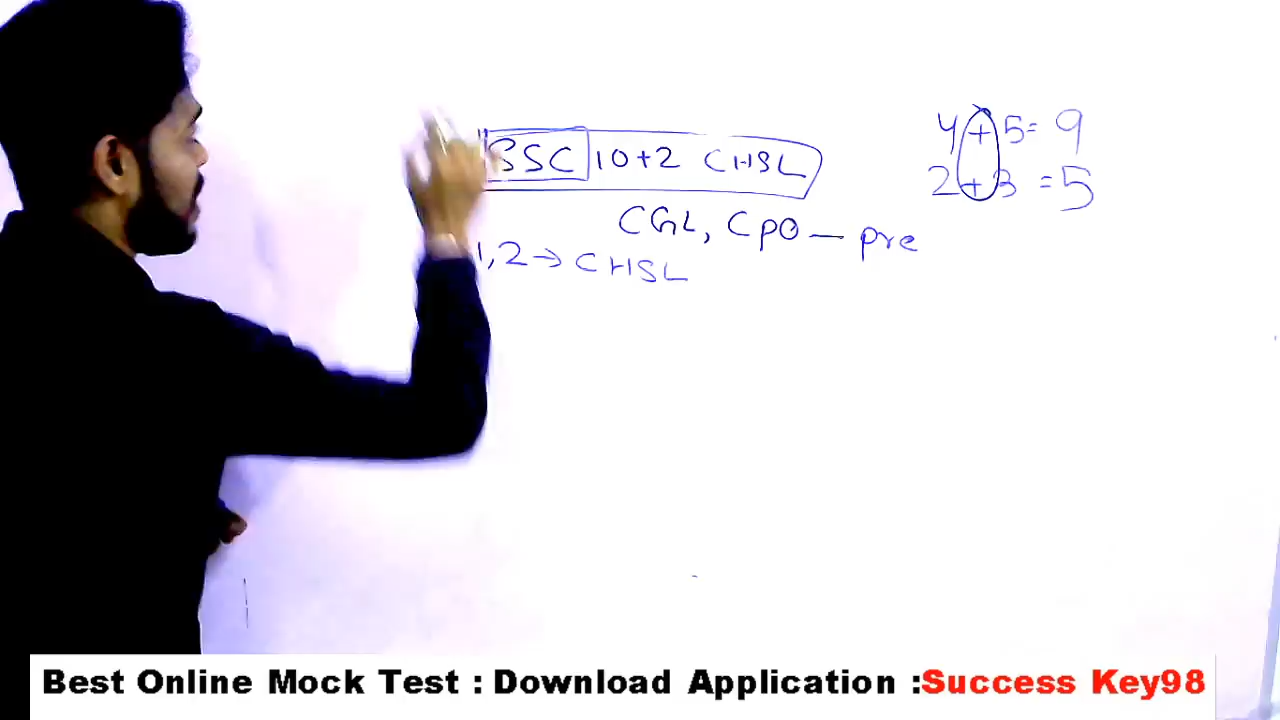 SSC 10+2 CHSL
CGL, CPO — pre
1,2 → CHSL
4+5=9
2+3=5
Best Online Mock Test : Download Application :Success Key98